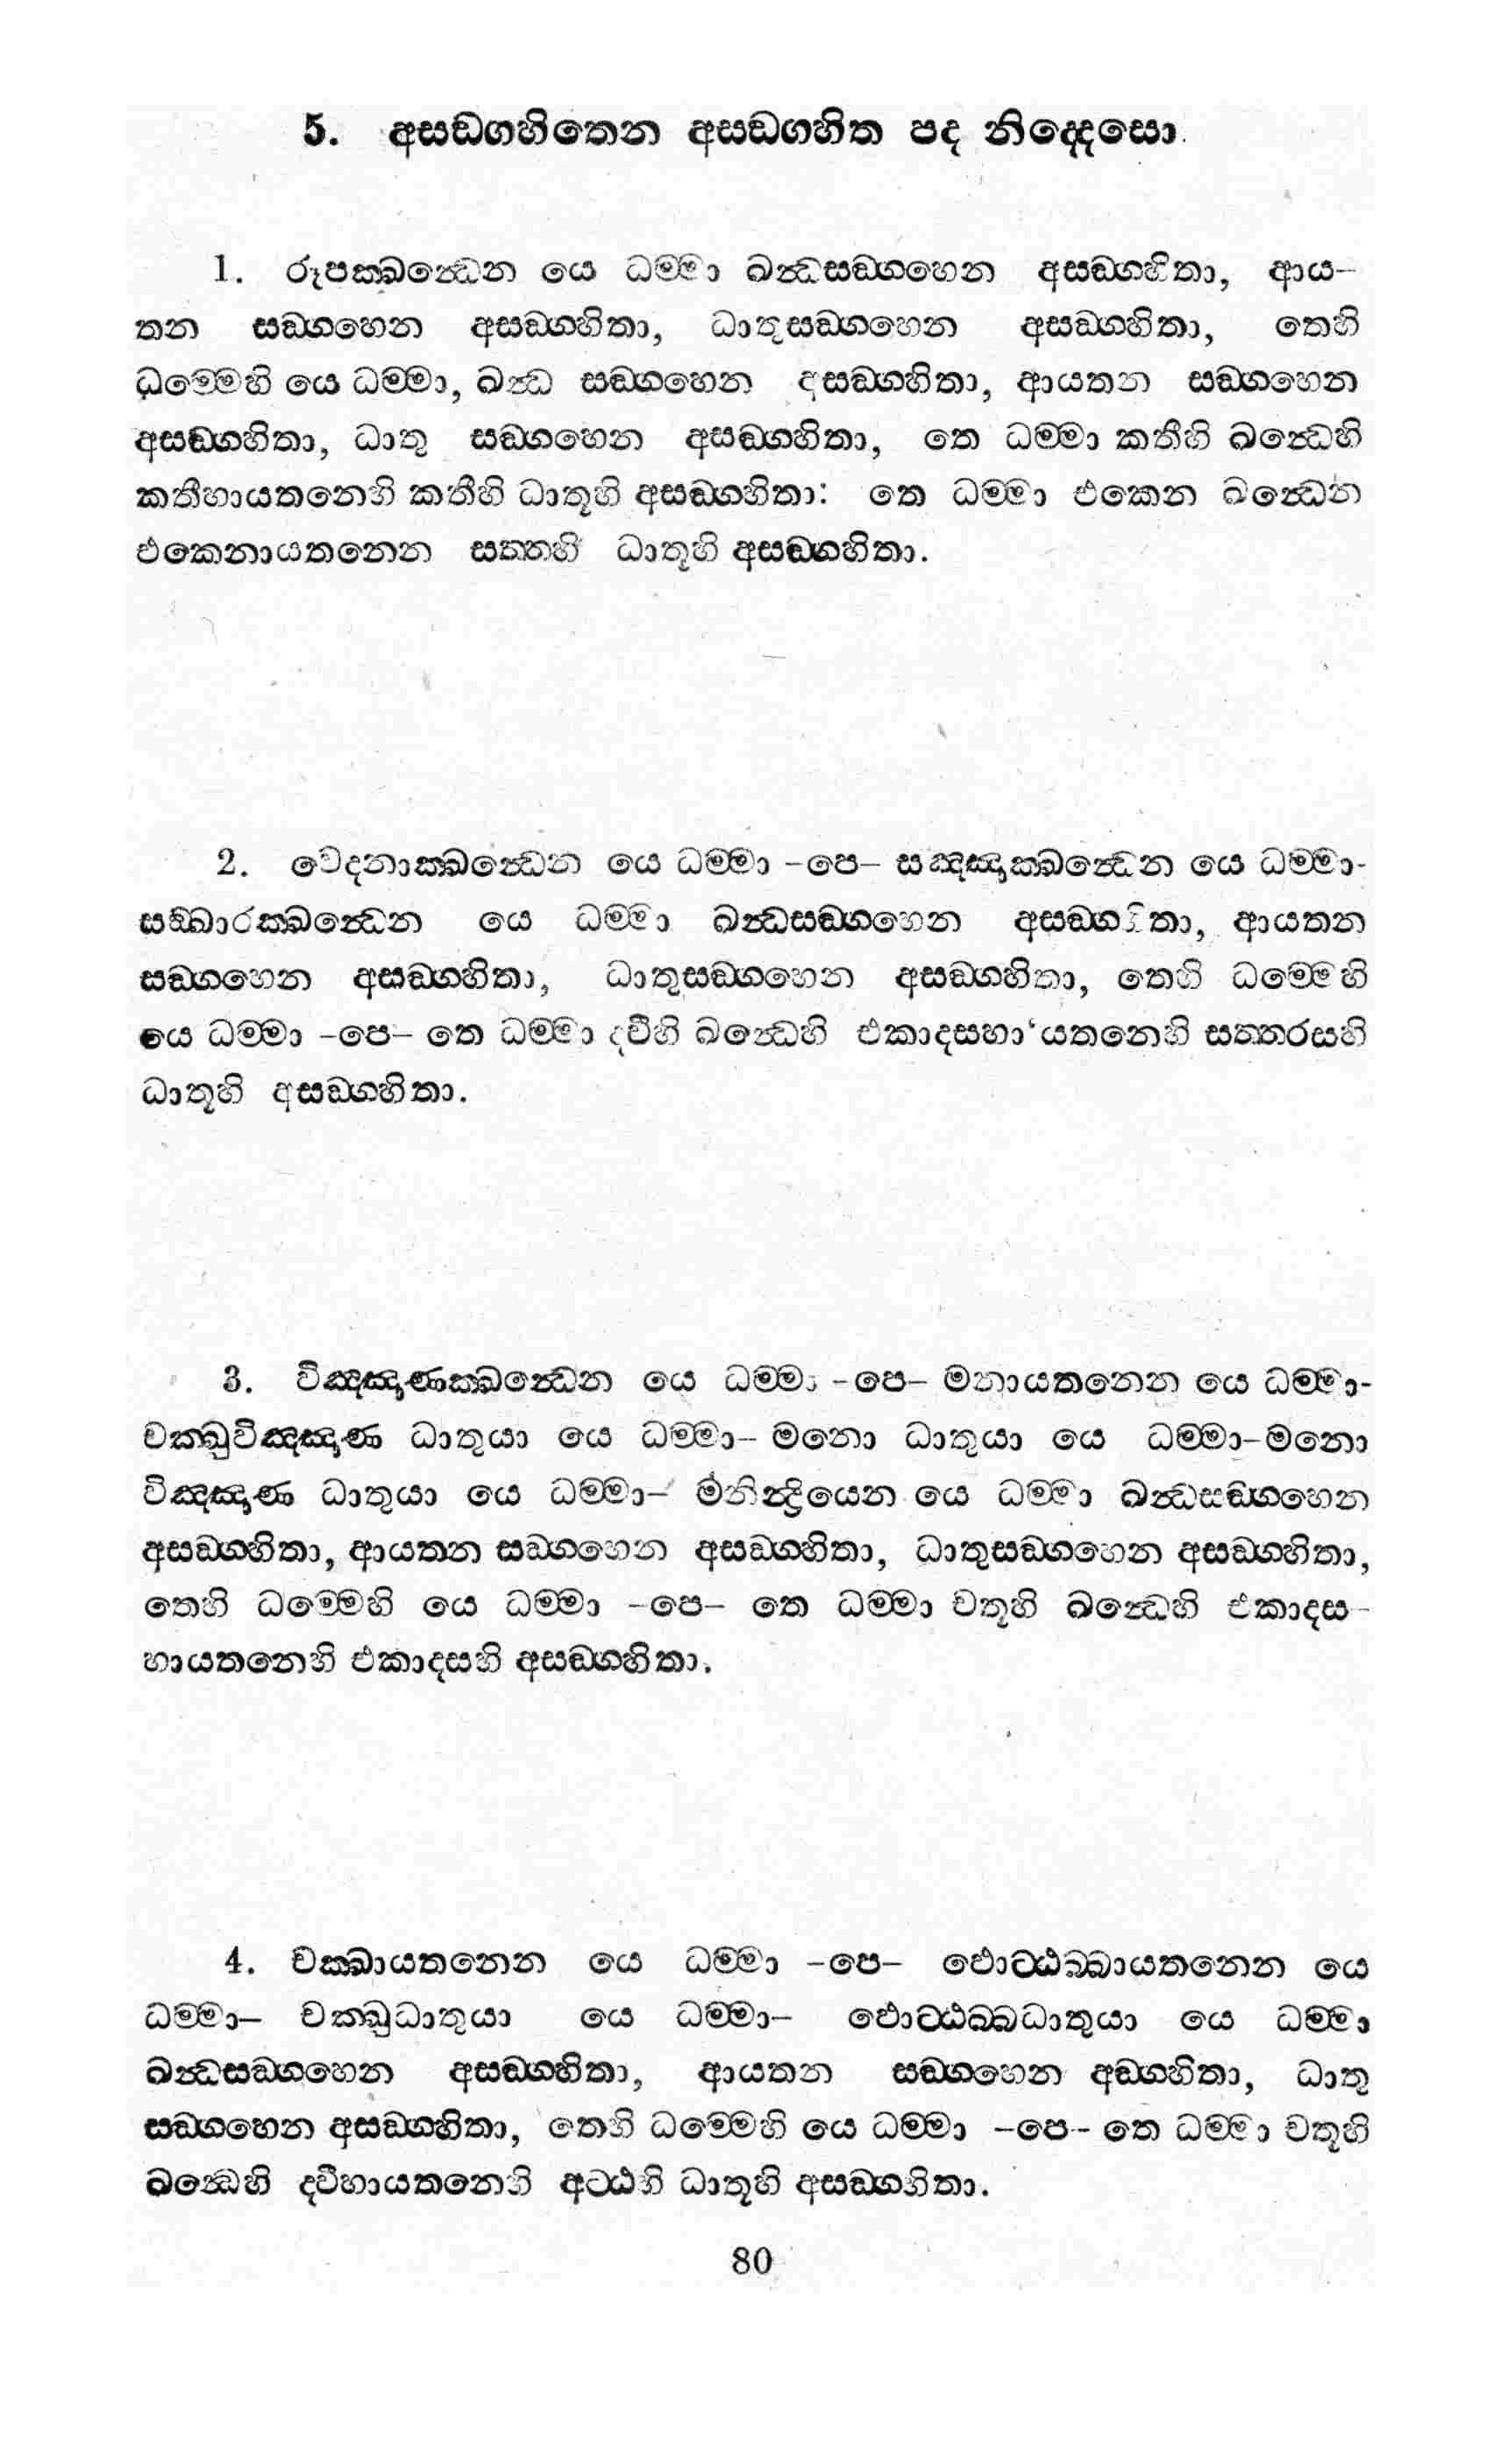 5. අසඞ්ගහිතෙන අසඞ්ගහිත පද නිද්දෙසො.
1. රූපක්ඛන්ධෙන යෙ ධම්මා ඛන්ධසඞ්ගහෙන අසඞ්ගහිතා, ආය-
තන සඞ්ගහෙන අසඞ්ගහිතා, ධාතුසඞ්ගහෙන අසඞ්ගහිතා, තෙහි
ධම්මෙහි යෙ ධම්මා, ඛන්ධ සඞ්ගහෙන අසඞ්ගහිතා, ආයතන සඞ්ගහෙන
අසඞ්ගහිතා, ධාතු සඞ්ගහෙන අසඞ්ගහිතා, තෙ ධම්මා කතීහි ඛන්ධෙහි
කතීහායතනෙහි කතීහි ධාතූහි අසඞ්ගහිතා: තෙ ධම්මා එකෙන ඛන්ධෙන
එකෙනායතනෙන සත්තහි ධාතූහි අසඞ්ගහිතා.
2. වෙදනාක්ඛන්ධෙන යෙ ධම්මා -පෙ- සඤ්ඤාක්ඛන්ධෙන යෙ ධම්මා-
සඞ්ඛාරක්ඛන්ධෙන යෙ ධම්මා ඛන්ධසඞ්ගහෙන අසඞ්ගහිතා, ආයතන
සඞ්ගහෙන අසඞ්ගහිතා, ධාතුසඞ්ගහෙන අසඞ්ගහිතා, තෙහි ධම්මෙහි
යෙ ධම්මා -පෙ- තෙ ධම්මා ද්වීහි ඛන්ධෙහි එකාදසහා‘යතනෙහි සත්තරසහි
ධාතූහි අසඞ්ගහිතා.
3. විඤ්ඤාණක්ඛන්ධෙන යෙ ධම්මා -පෙ- මනායතනෙන යෙ ධම්මා-
චක්ඛුවිඤ්ඤාණ ධාතුයා යෙ ධම්මා- මනො ධාතුයා යෙ ධම්මා-මනො
විඤ්ඤාණ ධාතුයා යෙ ධම්මා- මනින්ද්‍රියෙන යෙ ධම්මා ඛන්ධසඞ්ගහෙන
අසඞ්ගහිතා, ආයතන සඞ්ගහෙන අසඞ්ගහිතා, ධාතුසඞ්ගහෙන අසඞ්ගහිතා,
තෙහි ධම්මෙහි යෙ ධම්මා -පෙ- තෙ ධම්මා චතූහි ඛන්ධෙහි එකාදස-
හායතනෙහි එකාදසහි අසඞ්ගහිතා.
4. චක්ඛායතනෙන යෙ ධම්මා -පෙ- ඵොට්ඨබ්බායතනෙන යෙ
ධම්මා- චක්ඛුධාතුයා යෙ ධම්මා- ඵොට්ඨබ්බධාතුයා යෙ ධම්මා
ඛන්ධසඞ්ගහෙන අසඞ්ගහිතා, ආයතන සඞ්ගහෙන අඞ්ගහිතා, ධාතු
සඞ්ගහෙන අසඞ්ගහිතා, තෙහි ධම්මෙහි යෙ ධම්මා -පෙ- තෙ ධම්මා චතූහි
ඛන්ධෙහි ද්වීහායතනෙහි අට්ඨහි ධාතූහි අසඞ්ගහිතා.
80